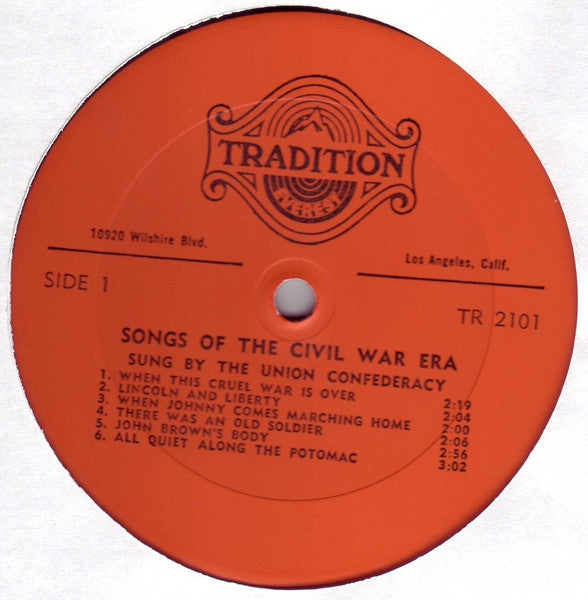 TRADITION
EVEREST
10920 Wilshire Blvd.
Los Angeles, Calif.
SIDE 1
TR 2101
SONGS OF THE CIVIL WAR ERA
SUNG BY THE UNION CONFEDERACY
1. WHEN THIS CRUEL WAR IS OVER 2:19
2. LINCOLN AND LIBERTY 2:04
3. WHEN JOHNNY COMES MARCHING HOME 2:00
4. THERE WAS AN OLD SOLDIER 2:06
5. JOHN BROWN'S BODY 2:56
6. ALL QUIET ALONG THE POTOMAC 3:02